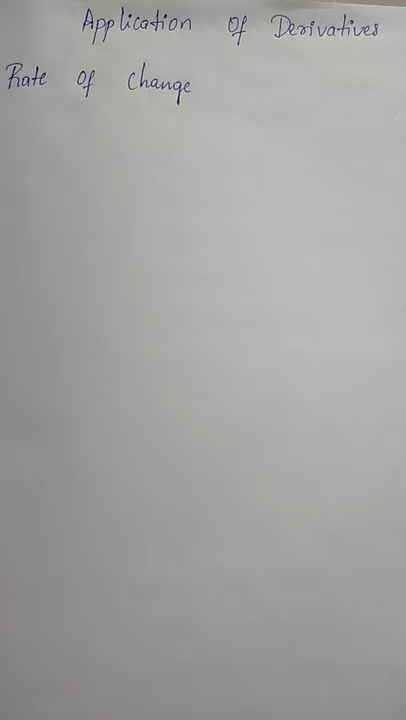 Application of Derivatives
Rate of change